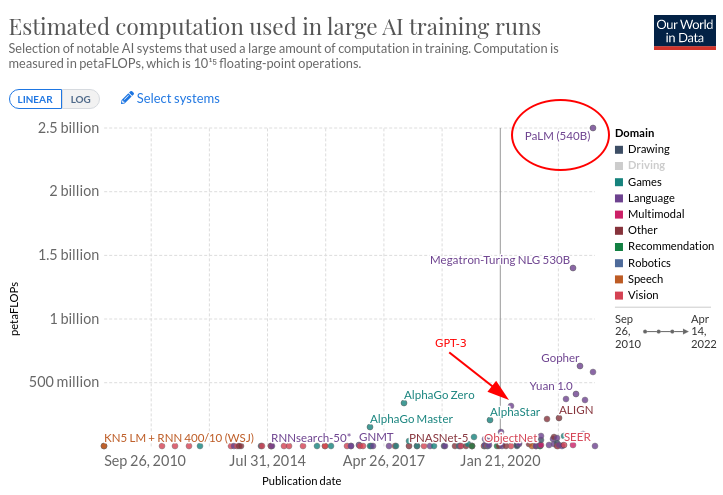 Estimated computation used in large AI training runs
Selection of notable AI systems that used a large amount of computation in training. Computation is
measured in petaFLOPs, which is 10¹⁵ floating-point operations.
Our World
in Data
LINEAR LOG
Select systems
2.5 billion
2 billion
1.5 billion
1 billion
500 million
petaFLOPs
PaLM (540B)
Megatron-Turing NLG 530B
GPT-3
Gopher
Yuan 1.0
AlphaGo Zero
AlphaStar
ALIGN
AlphaGo Master
KN5 LM + RNN 400/10 (WSJ)
RNNsearch-50*
GNMT
PNASNet-5
ObjectNet
SEER
Sep 26, 2010
Jul 31, 2014
Apr 26, 2017
Jan 21, 2020
Publication date
Domain
Drawing
Driving
Games
Language
Multimodal
Other
Recommendation
Robotics
Speech
Vision
Sep
26,
2010
Apr
14,
2022